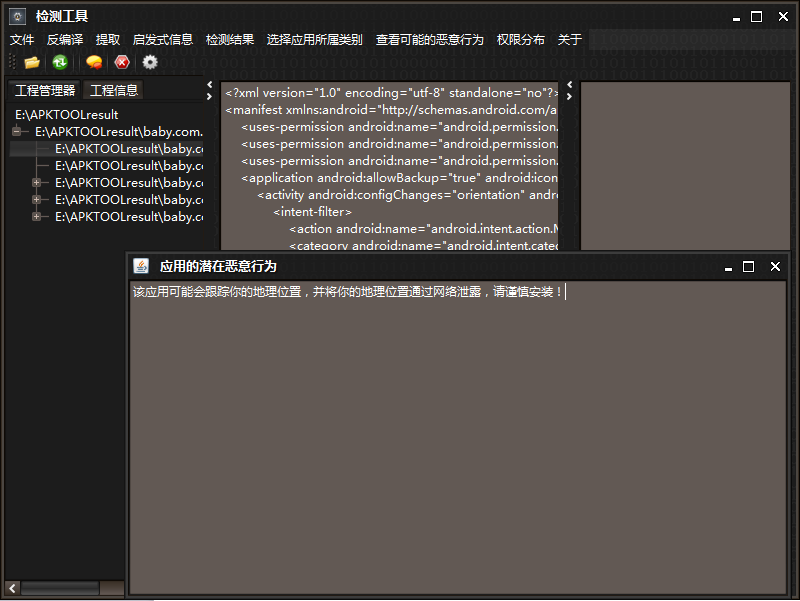 检测工具
文件 反编译 提取 启发式信息 检测结果 选择应用所属类别 查看可能的恶意行为 权限分布 关于
工程管理器 工程信息
E:\APKTOOLresult
E:\APKTOOLresult\baby.com.
E:\APKTOOLresult\baby.co
E:\APKTOOLresult\baby.co
E:\APKTOOLresult\baby.co
E:\APKTOOLresult\baby.co
E:\APKTOOLresult\baby.co
<?xml version="1.0" encoding="utf-8" standalone="no"?>
<manifest xmlns:android="http://schemas.android.com/a
<uses-permission android:name="android.permission.
<uses-permission android:name="android.permission.
<uses-permission android:name="android.permission.
<application android:allowBackup="true" android:icon
<activity android:configChanges="orientation" andro
<intent-filter>
<action android:name="android.intent.action.M
<category android:name="android.intent.cate
应用的潜在恶意行为
该应用可能会跟踪你的地理位置，并将你的地理位置通过网络泄露，请谨慎安装！